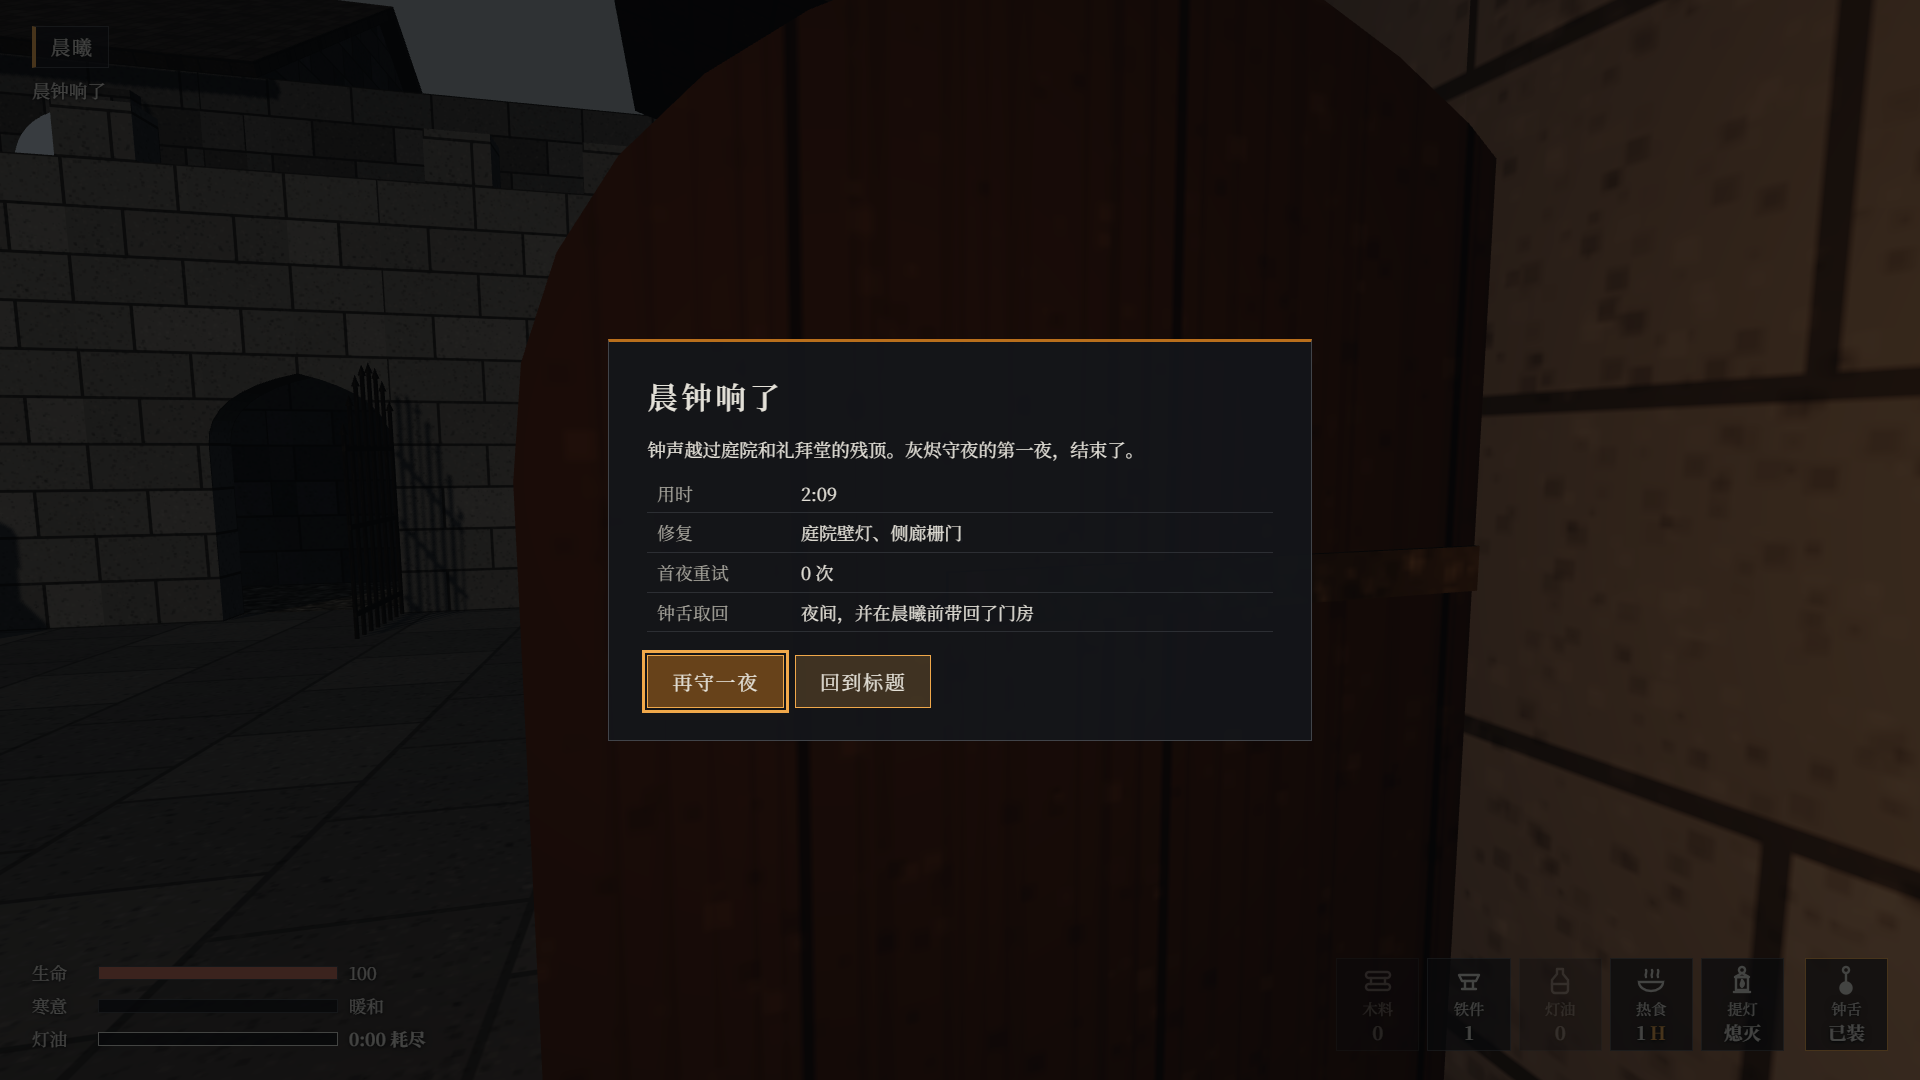 晨曦
晨钟响了
晨钟响了
钟声越过庭院和礼拜堂的残顶。灰烬守夜的第一夜，结束了。
用时 2:09
修复 庭院壁灯、侧廊栅门
首夜重试 0 次
钟舌取回 夜间，并在晨曦前带回了门房
再守一夜 回到标题
生命 100
寒意 暖和
灯油 0:00 耗尽
木料 铁件 灯油 热食 提灯 钟舌
0 1 0 1 H 熄灭 已装